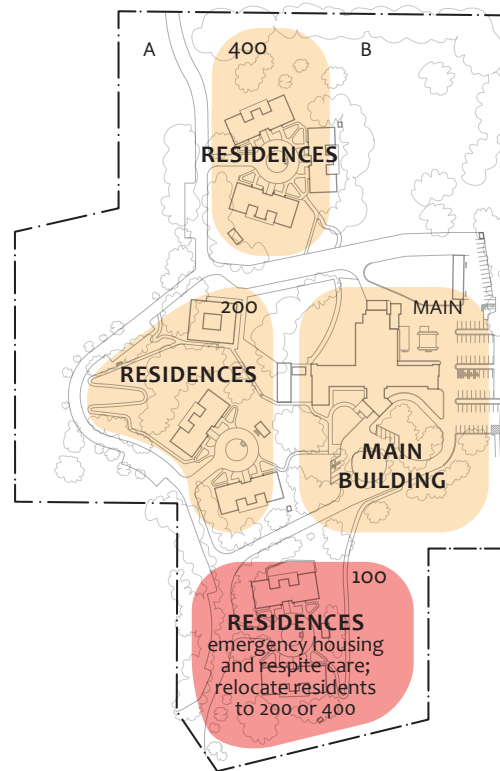 A
400
B
RESIDENCES
200
MAIN
RESIDENCES
MAIN
BUILDING
100
RESIDENCES
emergency housing
and respite care;
relocate residents
to 200 or 400